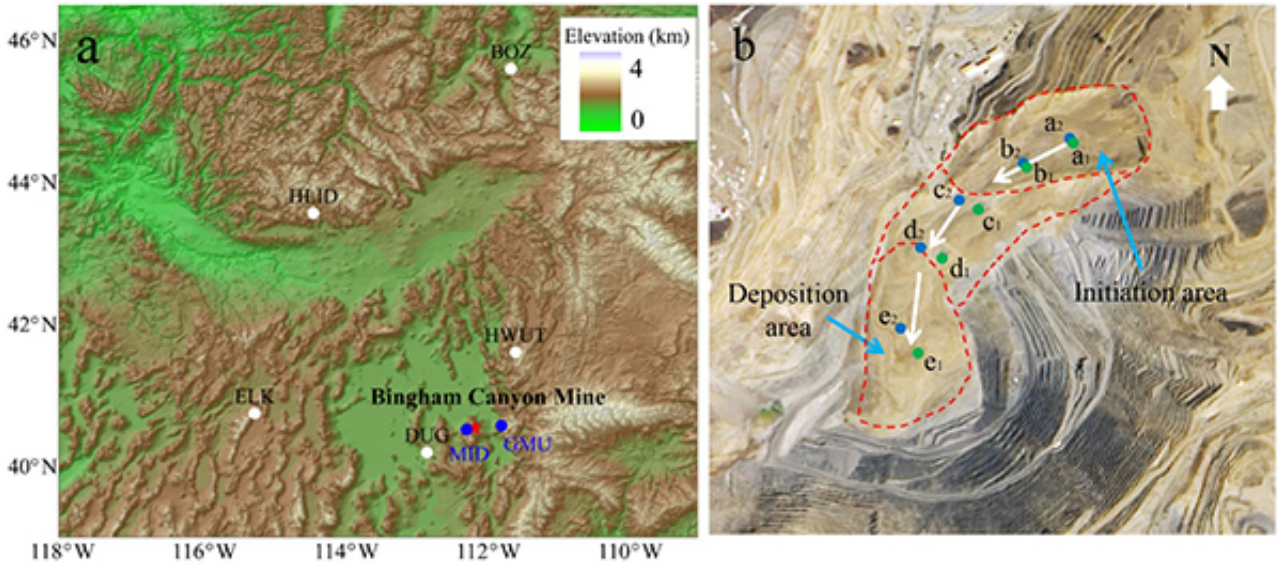 a
46°N
44°N
42°N
40°N
118°W
116°W
114°W
112°W
110°W
BOZ
Elevation (km)
4
0
HLID
HWUT
ELK
Bingham Canyon Mine
DUG
MID
GMU
b
N
a₂
a₁
b₂
b₁
c₂
c₁
d₂
d₁
e₂
e₁
Deposition
area
Initiation area